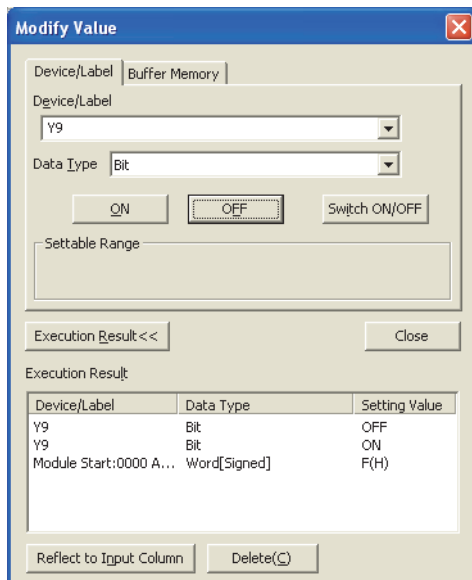 Modify Value
Device/Label Buffer Memory
Device/Label
Y9
Data Type Bit
ON OFF Switch ON/OFF
Settable Range
Execution Result<< Close
Execution Result
Device/Label Data Type Setting Value
Y9 Bit OFF
Y9 Bit ON
Module Start:0000 A... Word[Signed] F(H)
Reflect to Input Column Delete(C)